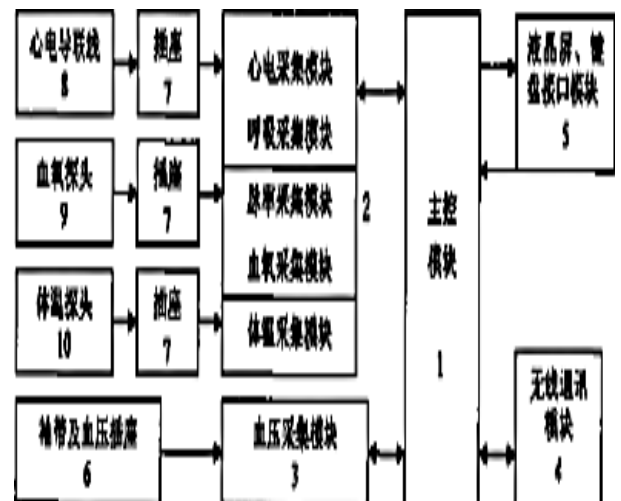 心电导联线
8
插座
7
心电采集模块
呼吸采集模块
液晶屏、键
盘接口模块
5
血氧探头
9
插座
7
脉率采集模块
血氧采集模块
2
主控
模块
1
体温探头
10
插座
7
体温采集模块
无线通讯
模块
4
袖带及血压插座
6
血压采集模块
3